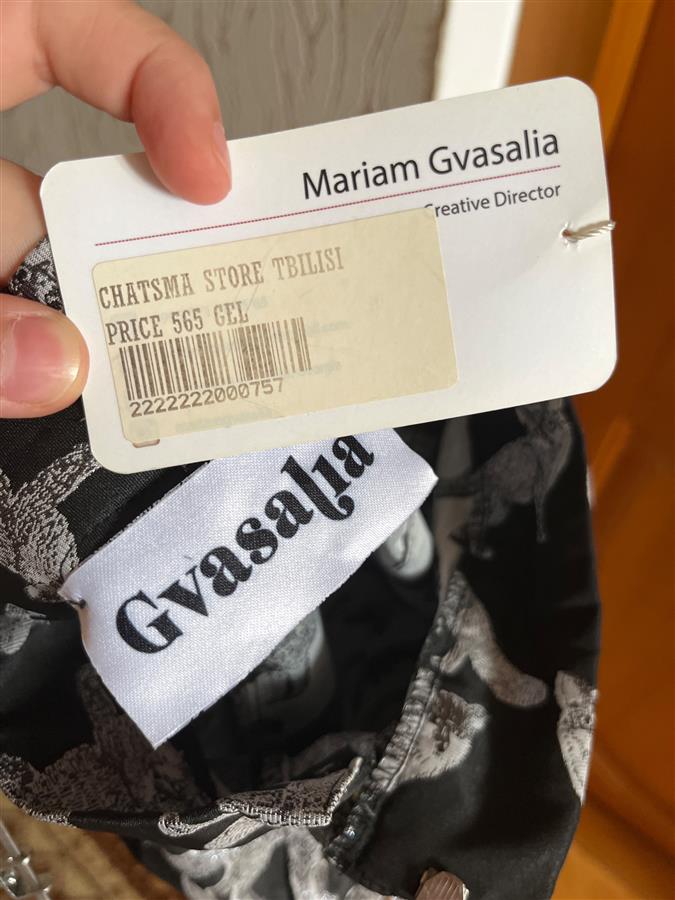 Mariam Gvasalia
Creative Director
CHATSMA STORE TBILISI
PRICE 565 GEL
2222222000757
Gvasalia